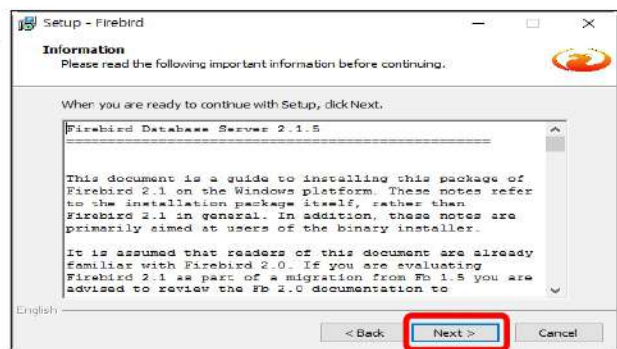 Setup - Firebird
Information
Please read the following important information before continuing.
When you are ready to continue with Setup, click Next.
Firebird Database Server 2.1.5
==================================================
This document is a guide to installing this package of
Firebird 2.1 on the Windows platform. These notes refer
to the installation package itself, rather than
Firebird 2.1 in general. In addition, these notes are
primarily aimed at users of the binary installer.
It is assumed that readers of this document are already
familiar with Firebird 2.0. If you are evaluating
Firebird 2.1 as part of a migration from Fb 1.5 you are
advised to review the Fb 2.0 documentation to
English
< Back
Next >
Cancel